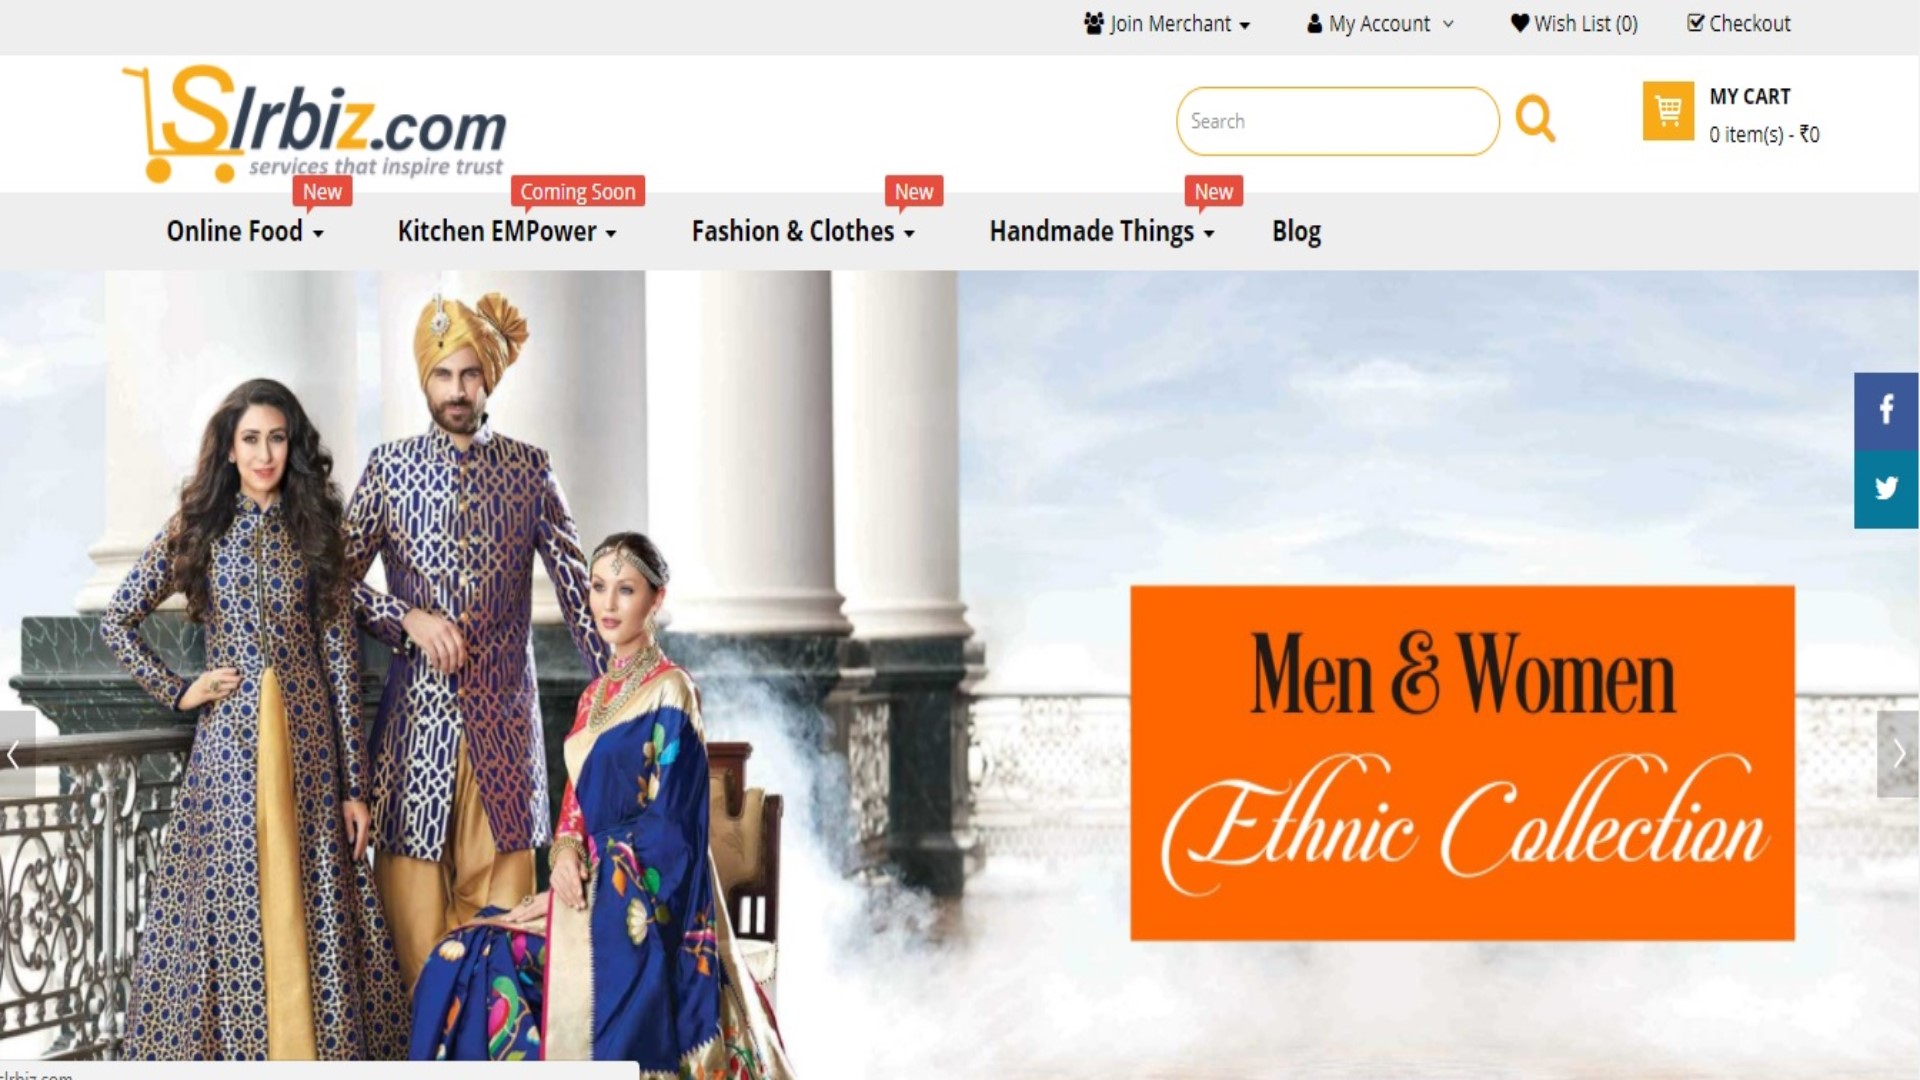 Join Merchant
My Account
Wish List (0)
Checkout
Slrbiz.com
services that inspire trust
Search
MY CART
0 item(s) - ₹0
New
Coming Soon
New
New
Online Food
Kitchen EMPower
Fashion & Clothes
Handmade Things
Blog
Men & Women
Ethnic Collection